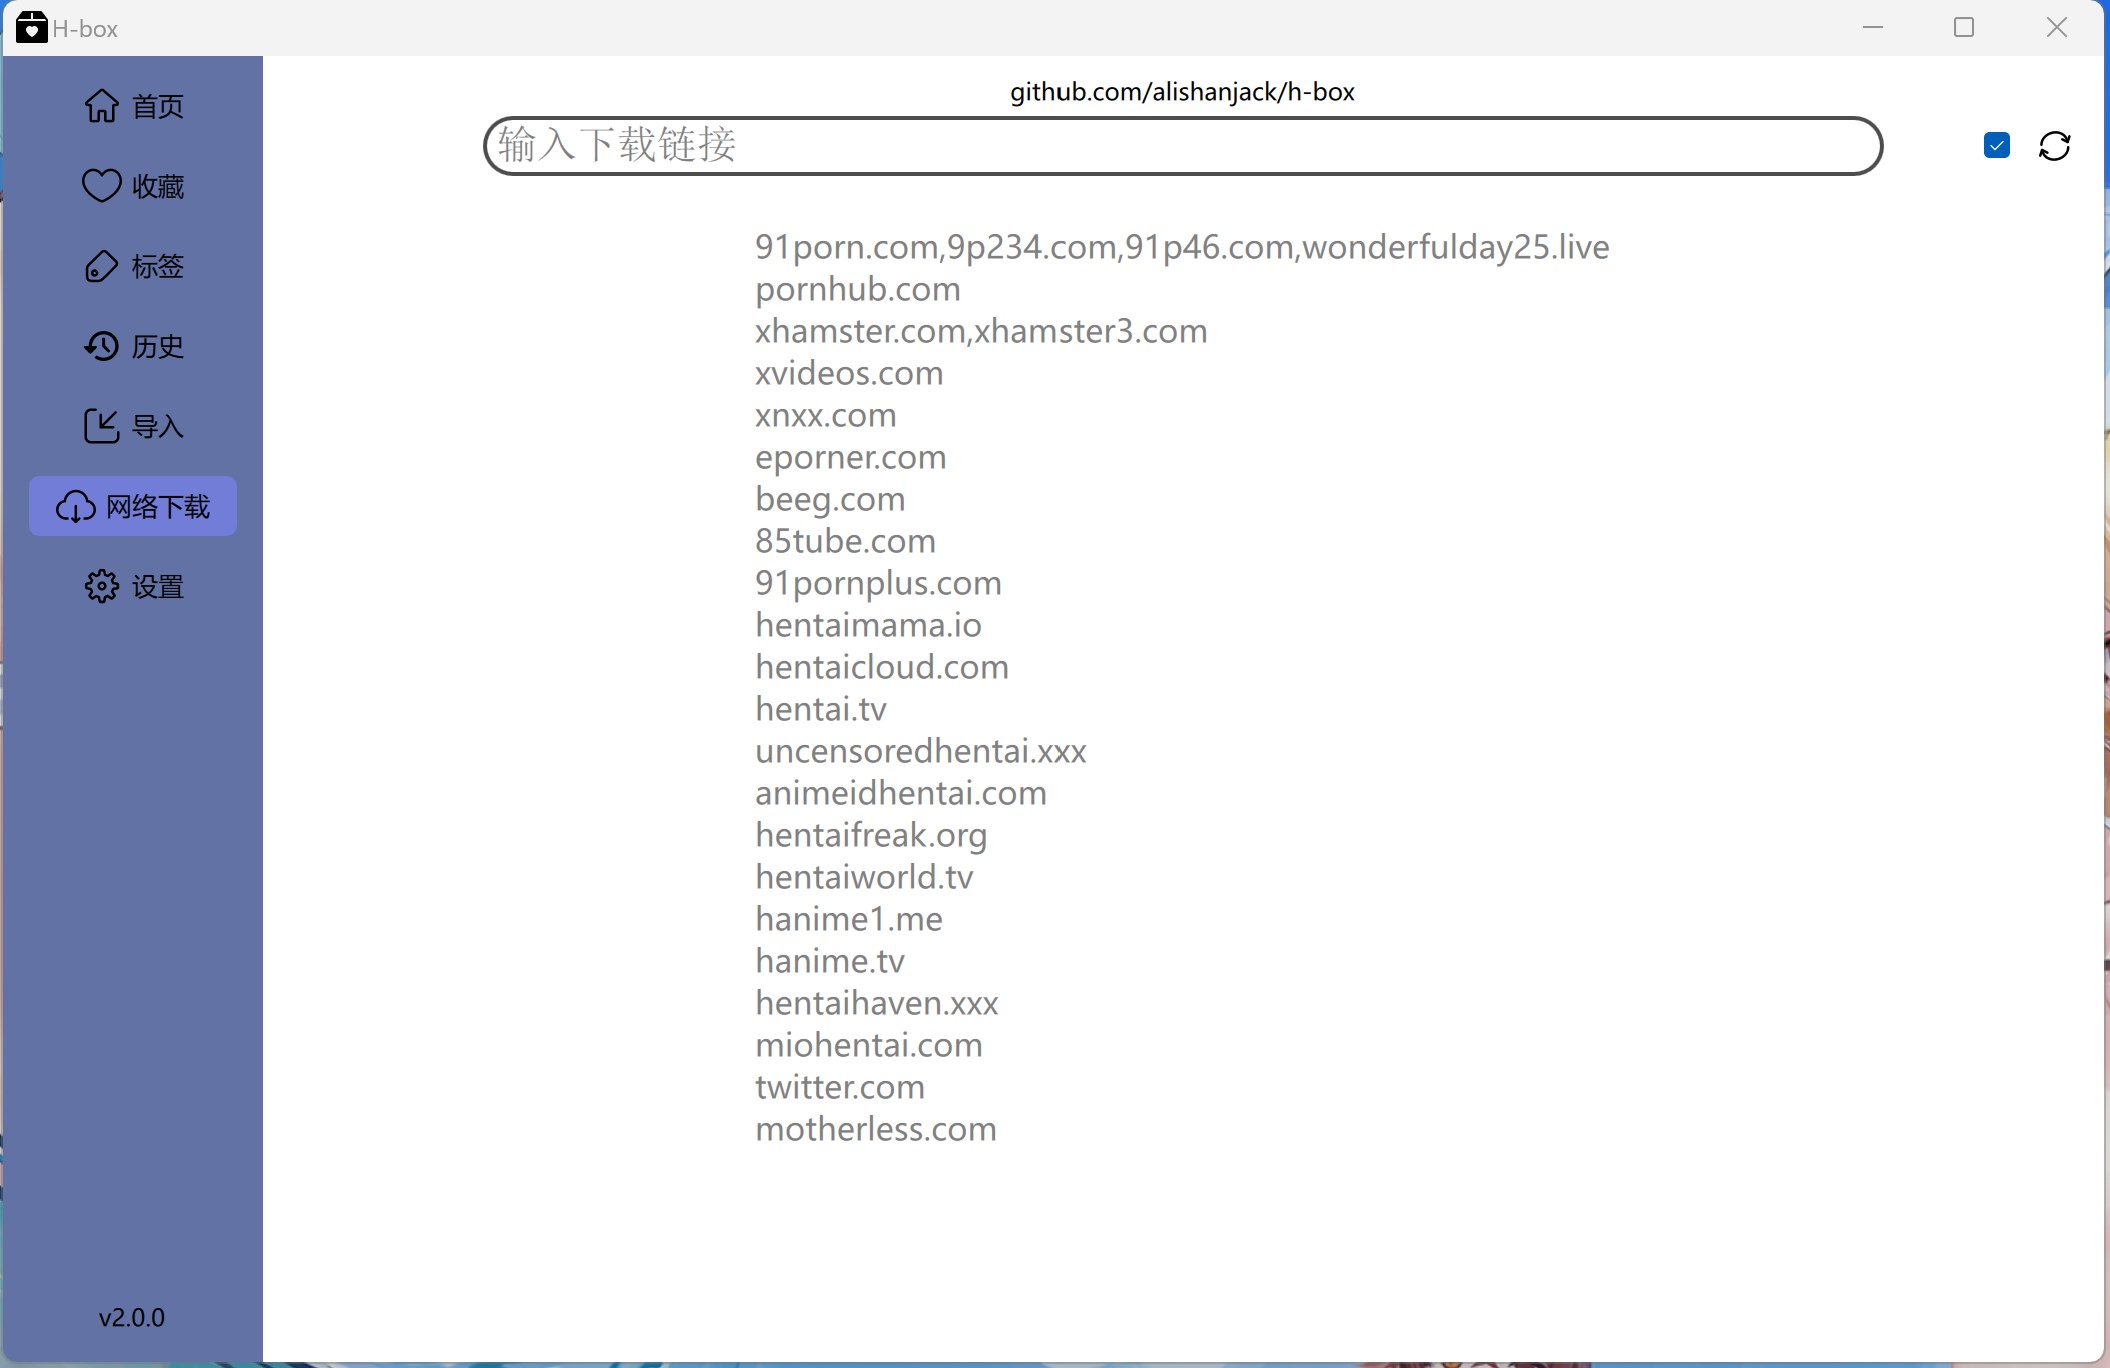 H-box
首页
收藏
标签
历史
导入
网络下载
设置
v2.0.0
github.com/alishanjack/h-box
输入下载链接
91porn.com,9p234.com,91p46.com,wonderfulday25.live
pornhub.com
xhamster.com,xhamster3.com
xvideos.com
xnxx.com
eporner.com
beeg.com
85tube.com
91pornplus.com
hentaimama.io
hentaicloud.com
hentai.tv
uncensoredhentai.xxx
animeidhentai.com
hentaifreak.org
hentaiworld.tv
hanime1.me
hanime.tv
hentaihaven.xxx
miohentai.com
twitter.com
motherless.com